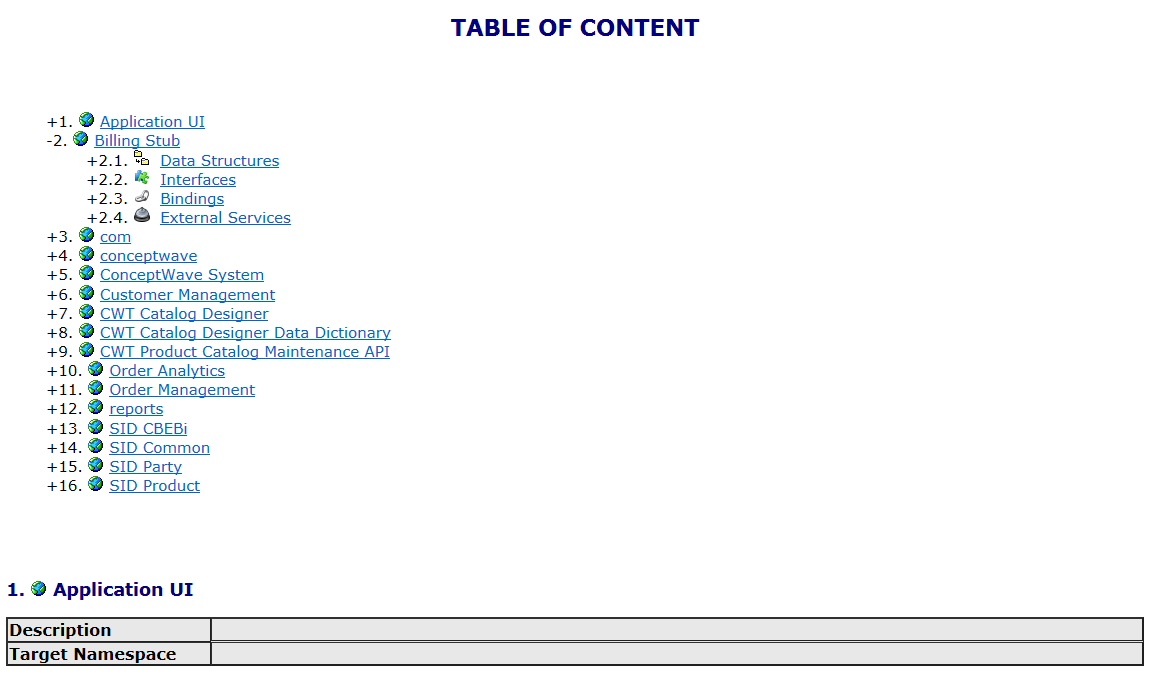 TABLE OF CONTENT
+1. Application UI
-2. Billing Stub
+2.1. Data Structures
+2.2. Interfaces
+2.3. Bindings
+2.4. External Services
+3. com
+4. conceptwave
+5. ConceptWave System
+6. Customer Management
+7. CWT Catalog Designer
+8. CWT Catalog Designer Data Dictionary
+9. CWT Product Catalog Maintenance API
+10. Order Analytics
+11. Order Management
+12. reports
+13. SID CBEBi
+14. SID Common
+15. SID Party
+16. SID Product
1. Application UI
Description
Target Namespace